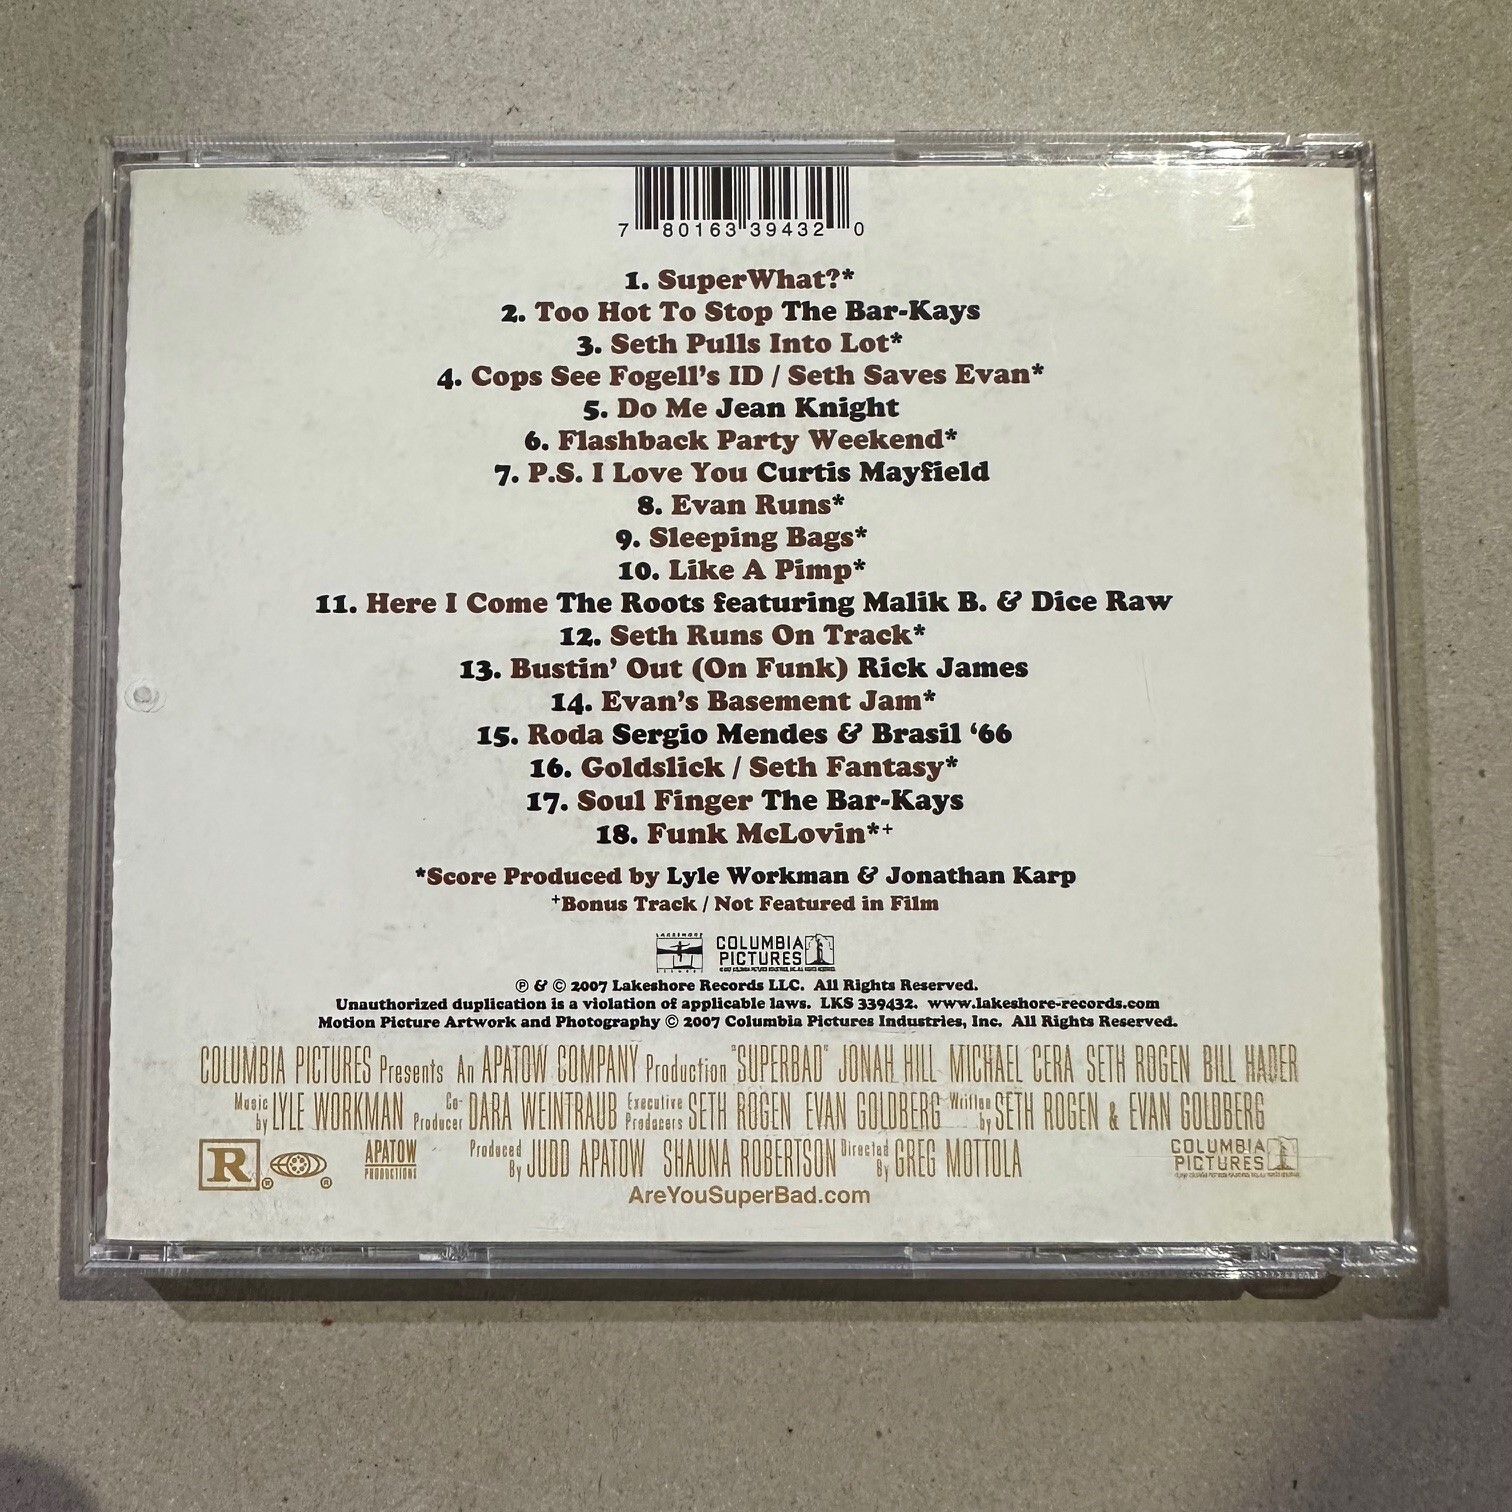 7 80163 39432 0
1. SuperWhat?*
2. Too Hot To Stop The Bar-Kays
3. Seth Pulls Into Lot*
4. Cops See Fogell's ID / Seth Saves Evan*
5. Do Me Jean Knight
6. Flashback Party Weekend*
7. P.S. I Love You Curtis Mayfield
8. Evan Runs*
9. Sleeping Bags*
10. Like A Pimp*
11. Here I Come The Roots featuring Malik B. & Dice Raw
12. Seth Runs On Track*
13. Bustin' Out (On Funk) Rick James
14. Evan's Basement Jam*
15. Roda Sergio Mendes & Brasil ‘66
16. Goldslick / Seth Fantasy*
17. Soul Finger The Bar-Kays
18. Funk McLovin*+
*Score Produced by Lyle Workman & Jonathan Karp
+Bonus Track / Not Featured in Film
LAKESHORE RECORDS COLUMBIA PICTURES
℗ & © 2007 Lakeshore Records LLC. All Rights Reserved.
Unauthorized duplication is a violation of applicable laws. LKS 339432. www.lakeshore-records.com
Motion Picture Artwork and Photography © 2007 Columbia Pictures Industries, Inc. All Rights Reserved.
COLUMBIA PICTURES Presents An APATOW COMPANY Production "SUPERBAD" JONAH HILL MICHAEL CERA SETH ROGEN BILL HADER
Music by LYLE WORKMAN Co-Producer DARA WEINTRAUB Executive Producers SETH ROGEN EVAN GOLDBERG Written by SETH ROGEN & EVAN GOLDBERG
R® ® APATOW PRODUCTIONS Produced By JUDD APATOW SHAUNA ROBERTSON Directed By GREG MOTTOLA COLUMBIA PICTURES
AreYouSuperBad.com